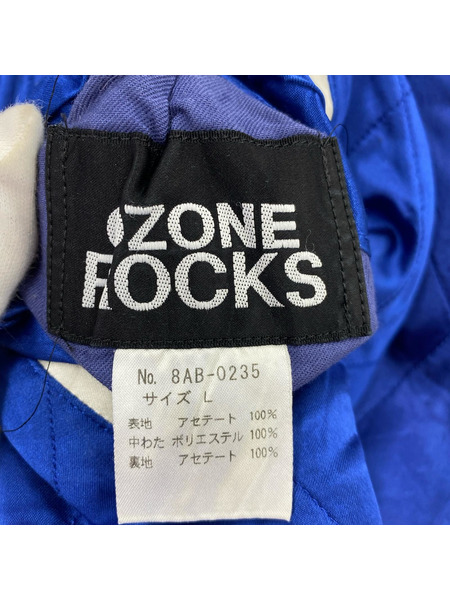 OZONE
ROCKS
No. 8AB-0235
サイズ L
表地 アセテート 100%
中わた ポリエステル 100%
裏地 アセテート 100%